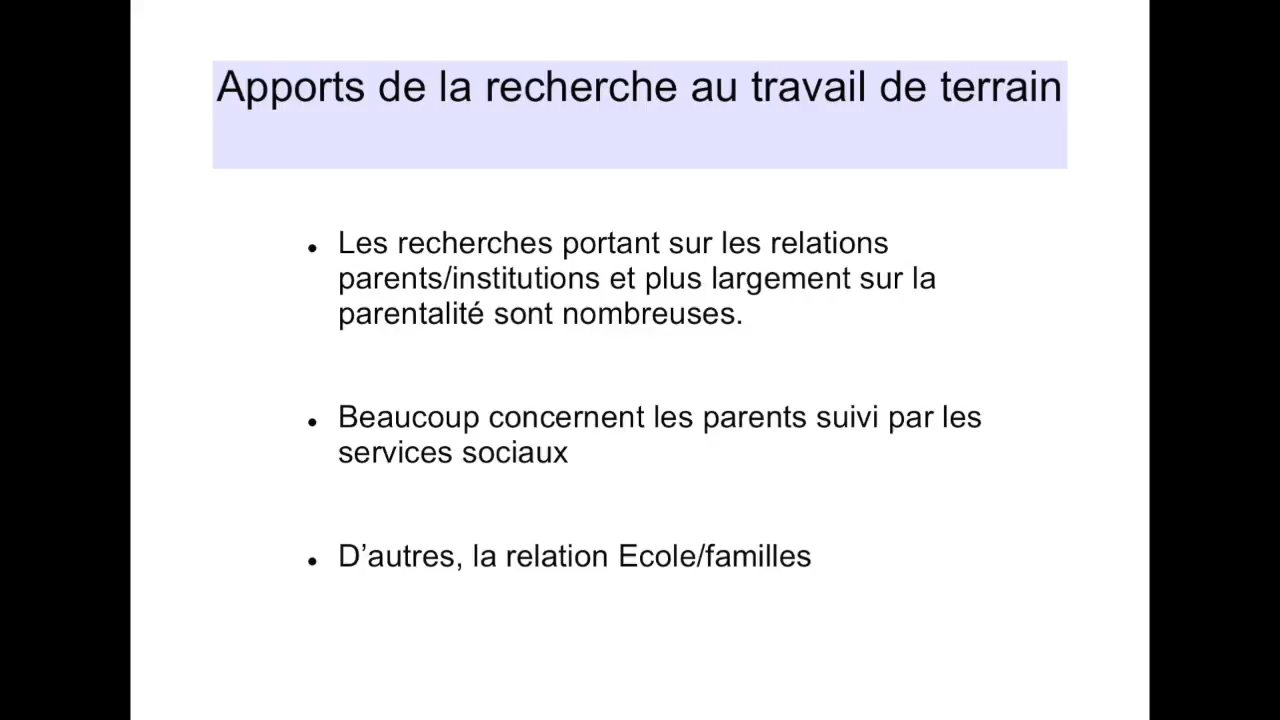 Apports de la recherche au travail de terrain
Les recherches portant sur les relations
parents/institutions et plus largement sur la
parentalité sont nombreuses.
Beaucoup concernent les parents suivi par les
services sociaux
D’autres, la relation Ecole/familles